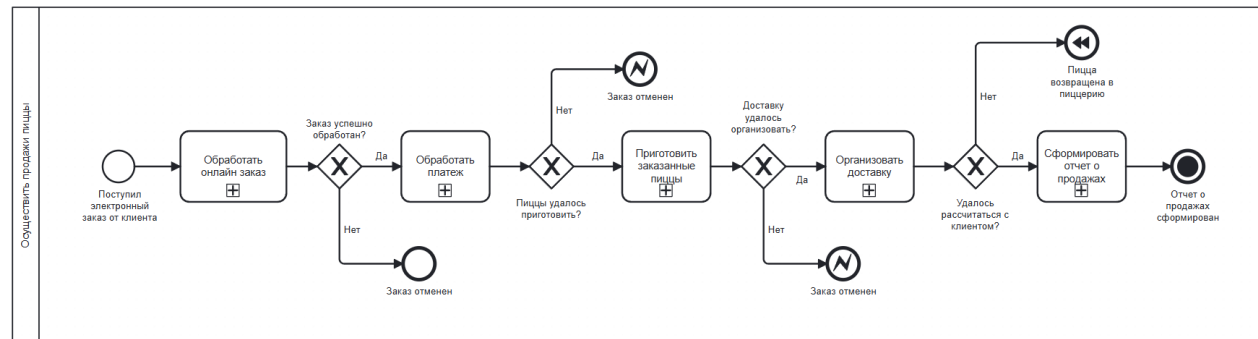 Осуществить продажи пиццы
Поступил
электронный
заказ от клиента
Обработать
онлайн заказ
Заказ успешно
обработан?
Да
Нет
Заказ отменен
Обработать
платеж
Пиццы удалось
приготовить?
Нет
Заказ отменен
Да
Приготовить
заказанные
пиццы
Доставку
удалось
организовать?
Да
Нет
Заказ отменен
Организовать
доставку
Удалось
рассчитаться с
клиентом?
Нет
Пицца
возвращена в
пиццерию
Да
Сформировать
отчет о
продажах
Отчет о
продажах
сформирован